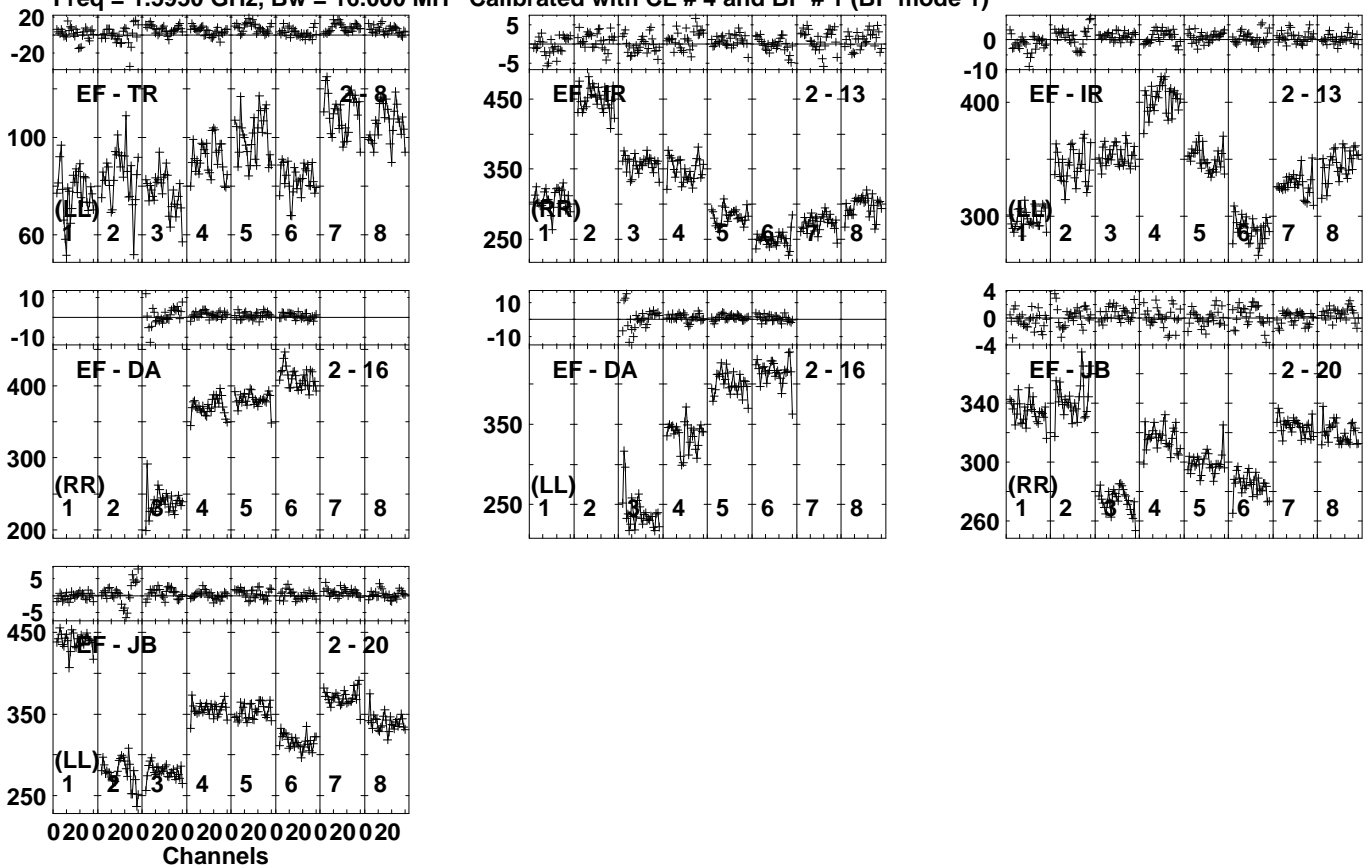 Freq = GHz, Bw = 16.000 MH Calibrated with CL # 4 and BP # 1 (BP mode 1)
20
-20
EF - TR 2 - 8
100
60
(LL)
1 2 3 4 5 6 7 8
5
-5
EF - IR 2 - 13
450
350
250
(RR)
1 2 3 4 5 6 7 8
0
-10
EF - IR 2 - 13
400
300
(LL)
1 2 3 4 5 6 7 8
10
-10
EF - DA 2 - 16
400
300
200
(RR)
1 2 3 4 5 6 7 8
10
-10
EF - DA 2 - 16
350
250
(LL)
1 2 3 4 5 6 7 8
4
0
-4
EF - JB 2 - 20
340
300
260
(RR)
1 2 3 4 5 6 7 8
5
-5
EF - JB 2 - 20
450
350
250
(LL)
1 2 3 4 5 6 7 8
0 20 0 20 0 20 0 20 0 20 0 20 0 20 0 20
Channels